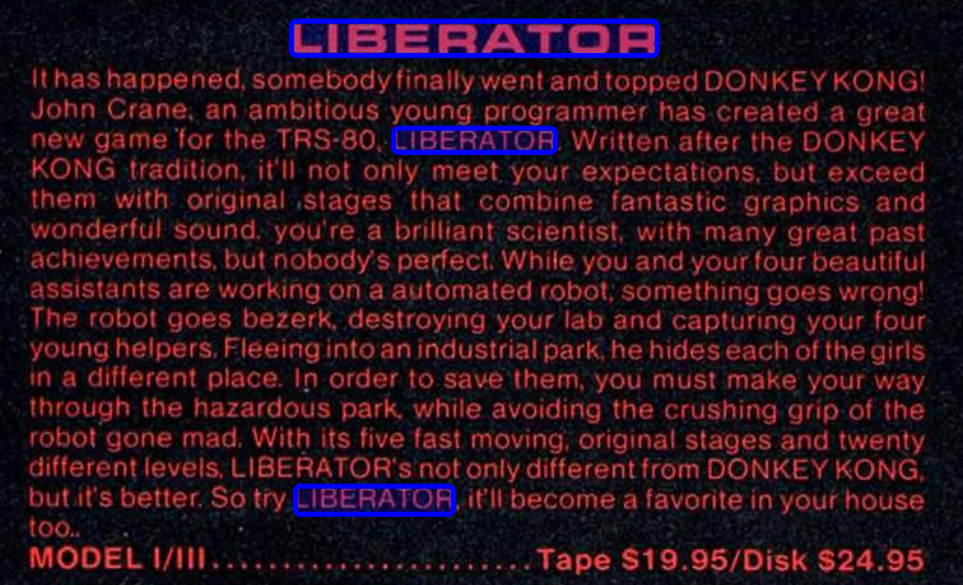 LIBERATOR
It has happened, somebody finally went and topped DONKEY KONG!
John Crane, an ambitious young programmer has created a great
new game for the TRS-80, LIBERATOR. Written after the DONKEY
KONG tradition, it'll not only meet your expectations, but exceed
them with original stages that combine fantastic graphics and
wonderful sound. you're a brilliant scientist, with many great past
achievements, but nobody's perfect. While you and your four beautiful
assistants are working on a automated robot, something goes wrong!
The robot goes bezerk, destroying your lab and capturing your four
young helpers. Fleeing into an industrial park, he hides each of the girls
in a different place. In order to save them, you must make your way
through the hazardous park, while avoiding the crushing grip of the
robot gone mad. With its five fast moving, original stages and twenty
different levels, LIBERATOR's not only different from DONKEY KONG,
but it's better. So try LIBERATOR, it'll become a favorite in your house
too..
MODEL I/III........................Tape $19.95/Disk $24.95